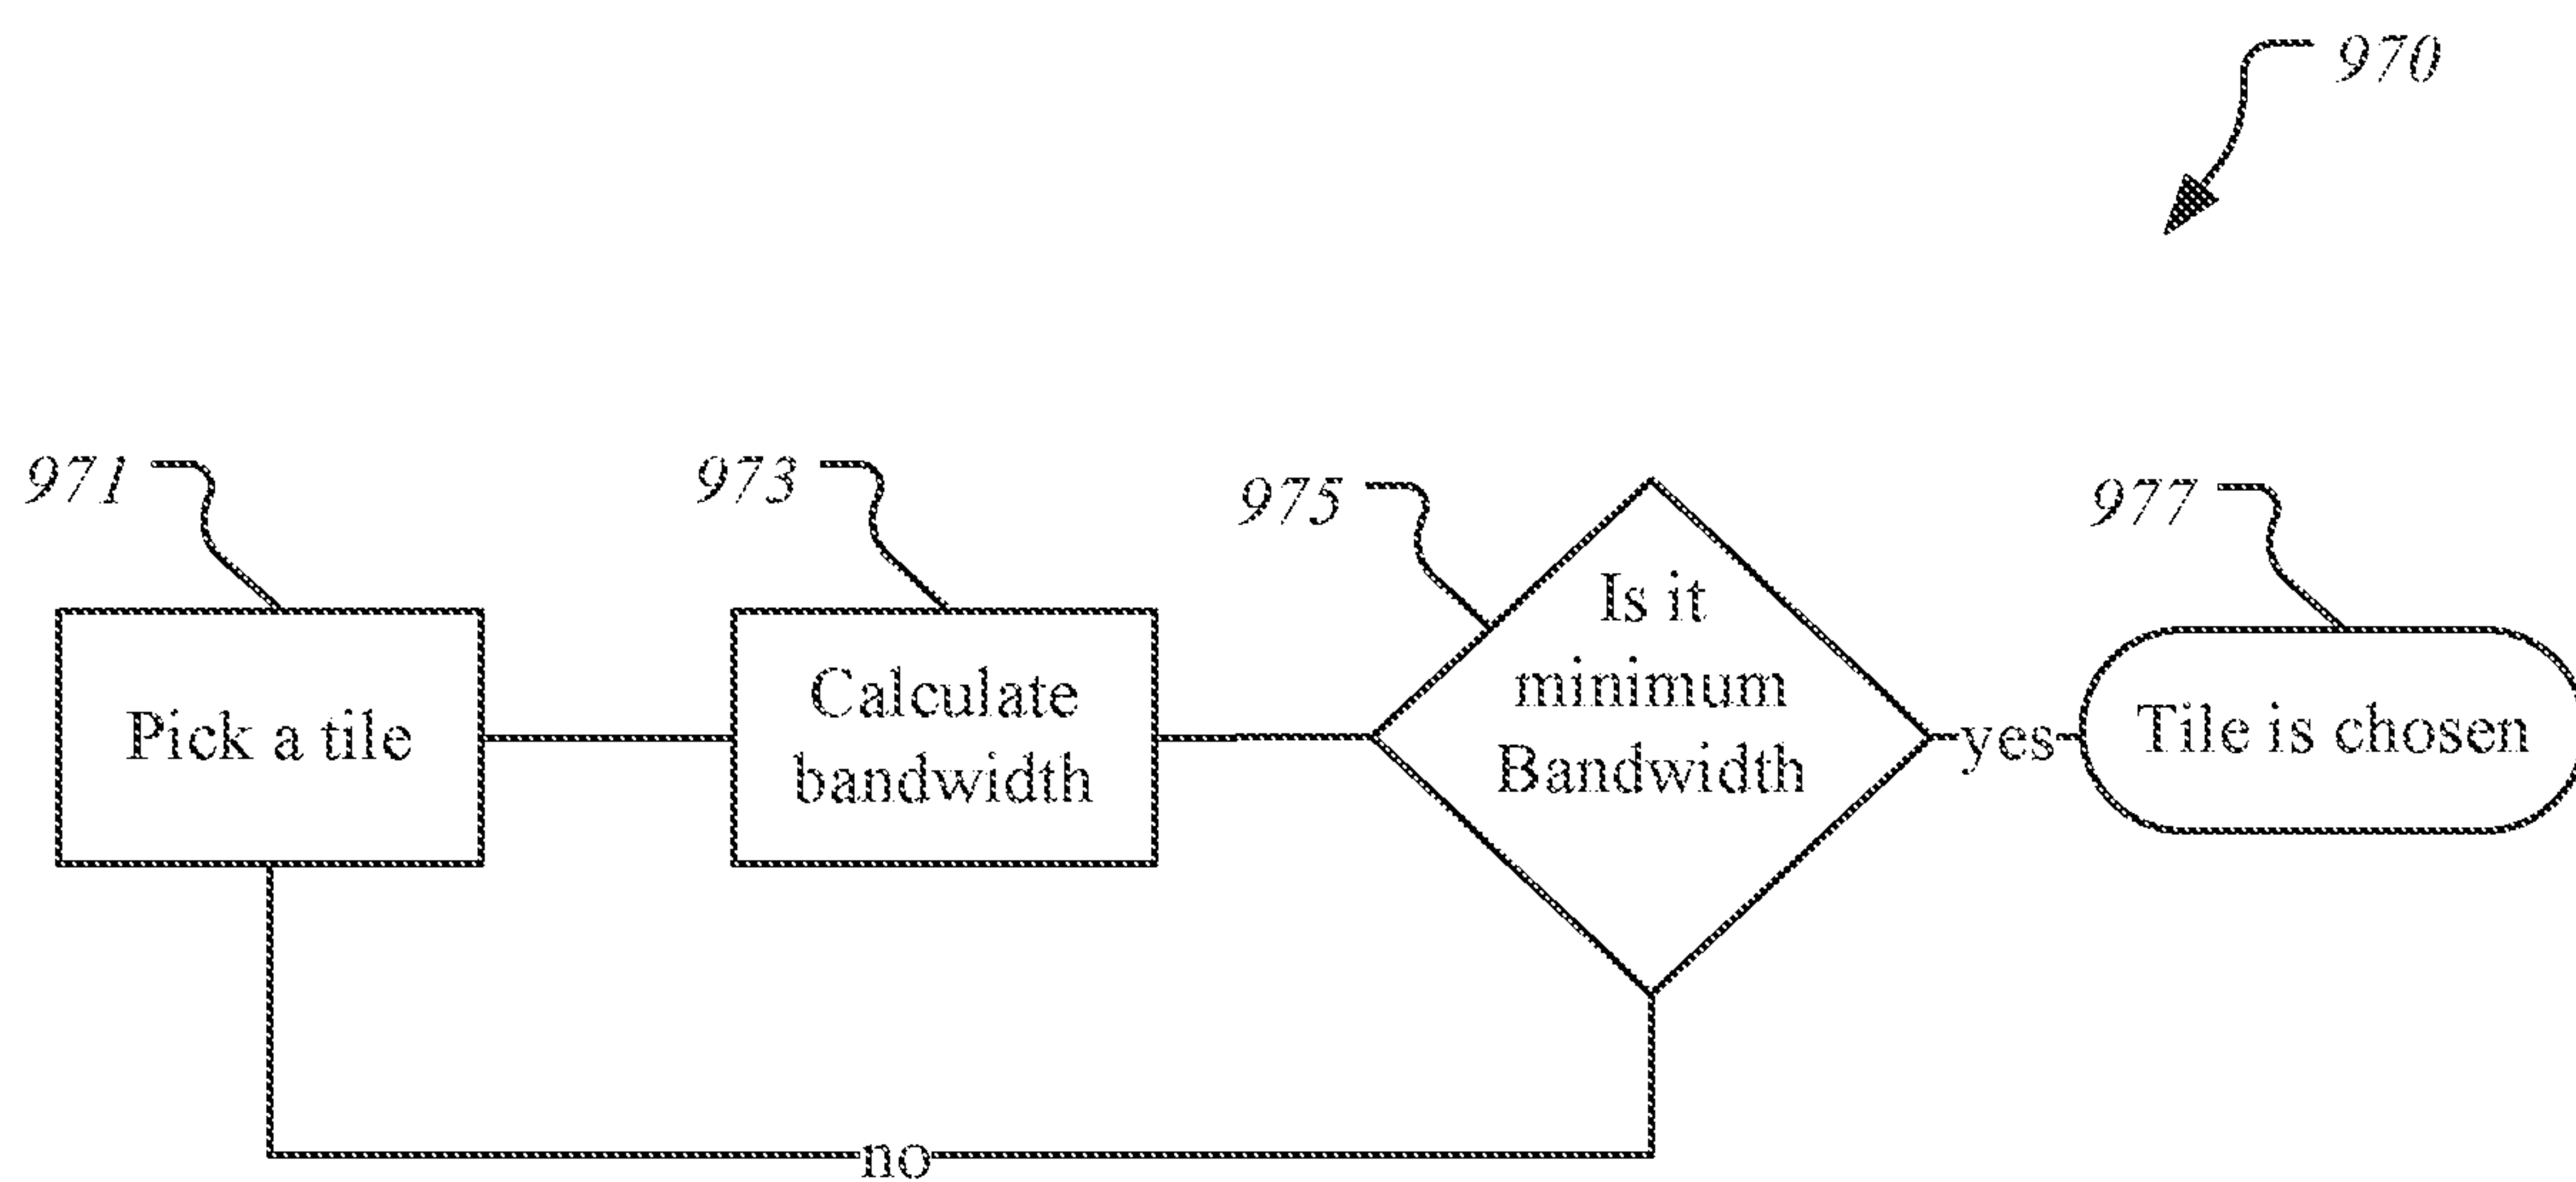 970
971
973
975
977
Pick a tile
Calculate
bandwidth
Is it
minimum
Bandwidth
yes
Tile is chosen
no